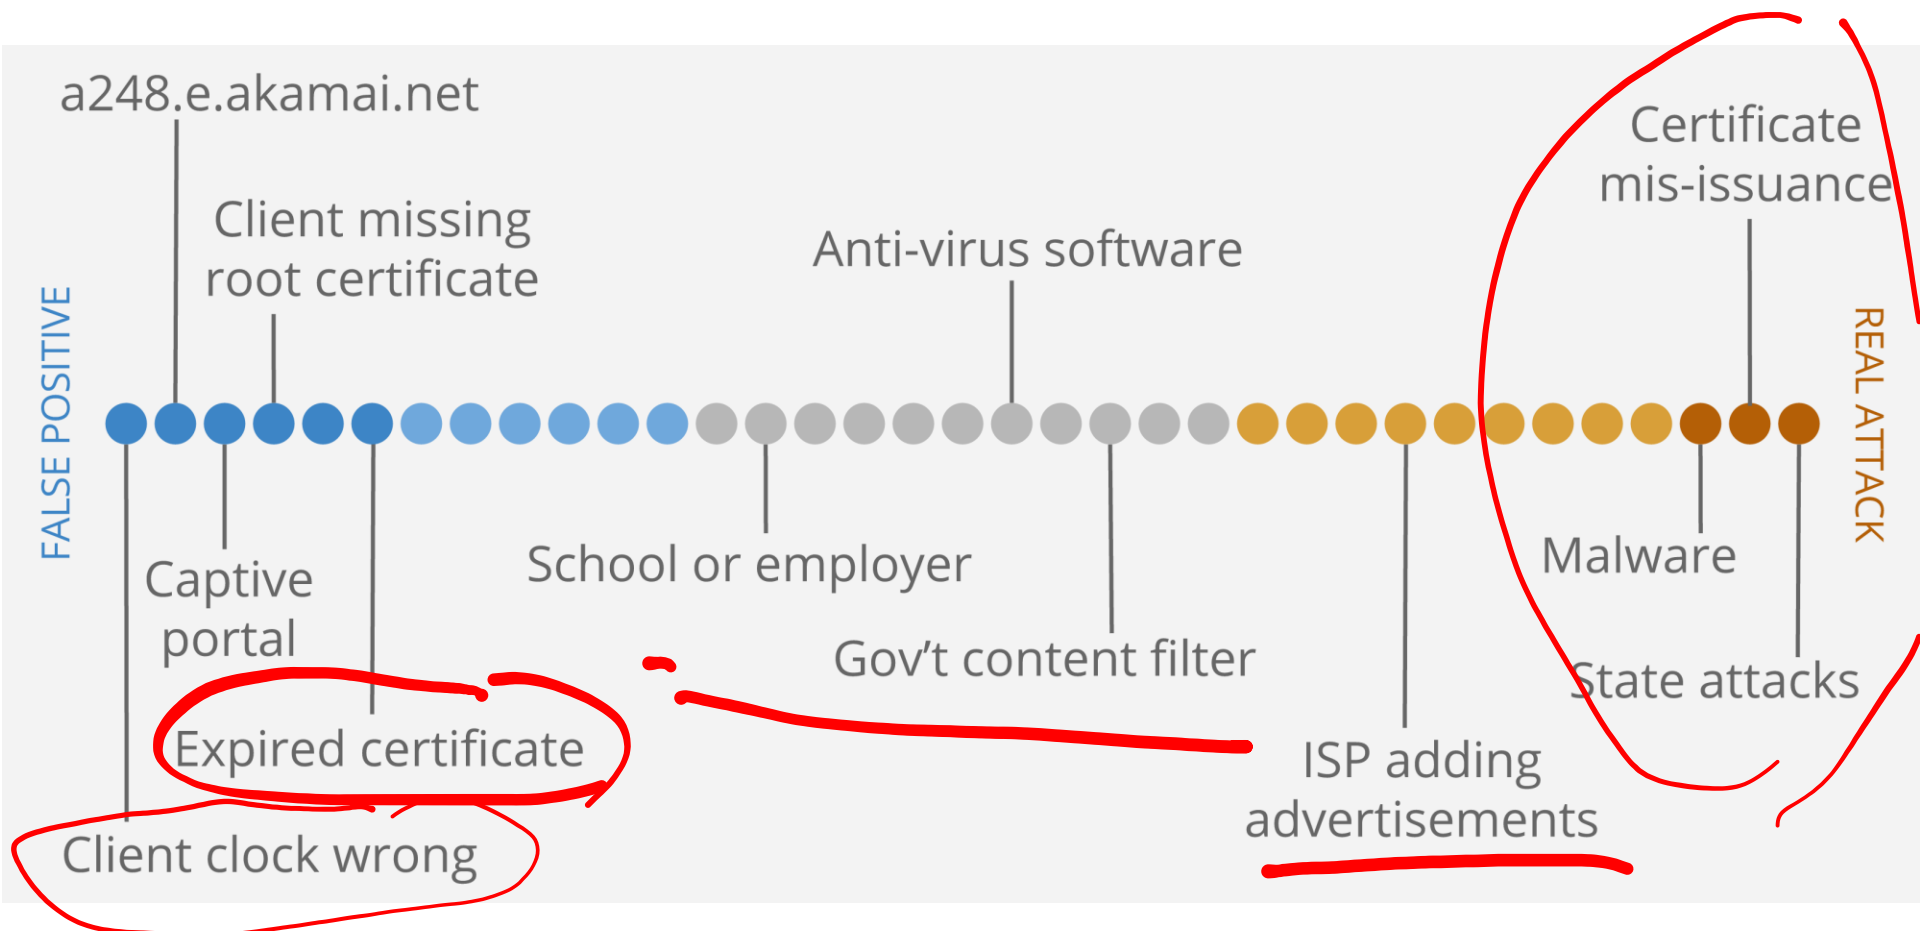 a248.e.akamai.net
Client missing
root certificate
Anti-virus software
Certificate
mis-issuance
FALSE POSITIVE
REAL ATTACK
Captive
portal
School or employer
Malware
Gov’t content filter
State attacks
Expired certificate
ISP adding
advertisements
Client clock wrong